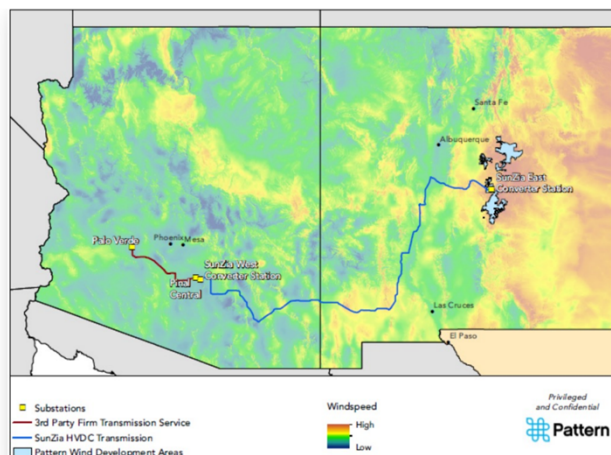 Santa Fe
Albuquerque
SunZia East
Converter Station
Palo Verde
Phoenix
Mesa
SunZia West
Converter Station
Pinal
Central
Las Cruces
El Paso
Substations
3rd Party Firm Transmission Service
SunZia HVDC Transmission
Pattern Wind Development Areas
Windspeed
High
Low
Privileged
and Confidential
Pattern